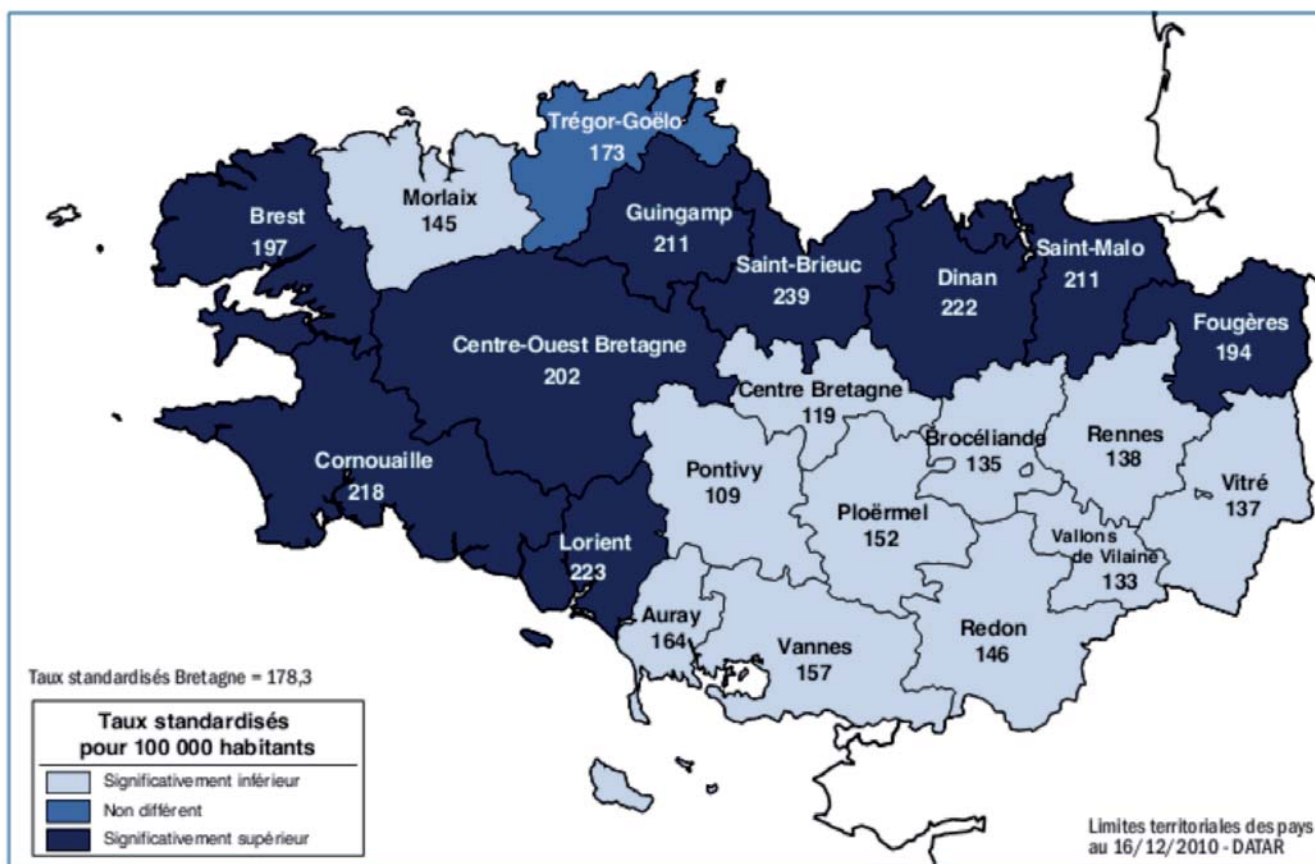 Trégor-Goëlo
173
Morlaix
145
Brest
197
Guingamp
211
Saint-Brieuc
239
Dinan
222
Saint-Malo
211
Fougères
194
Centre-Ouest Bretagne
202
Centre Bretagne
119
Brocéliande
135
Rennes
138
Vitré
137
Cornouaille
218
Pontivy
109
Ploërmel
152
Vallons
de Vilaine
133
Lorient
223
Auray
164
Vannes
157
Redon
146
Taux standardisés Bretagne = 178,3
Taux standardisés
pour 100 000 habitants
Significativement inférieur
Non différent
Significativement supérieur
Limites territoriales des pays
au 16/12/2010 - DATAR